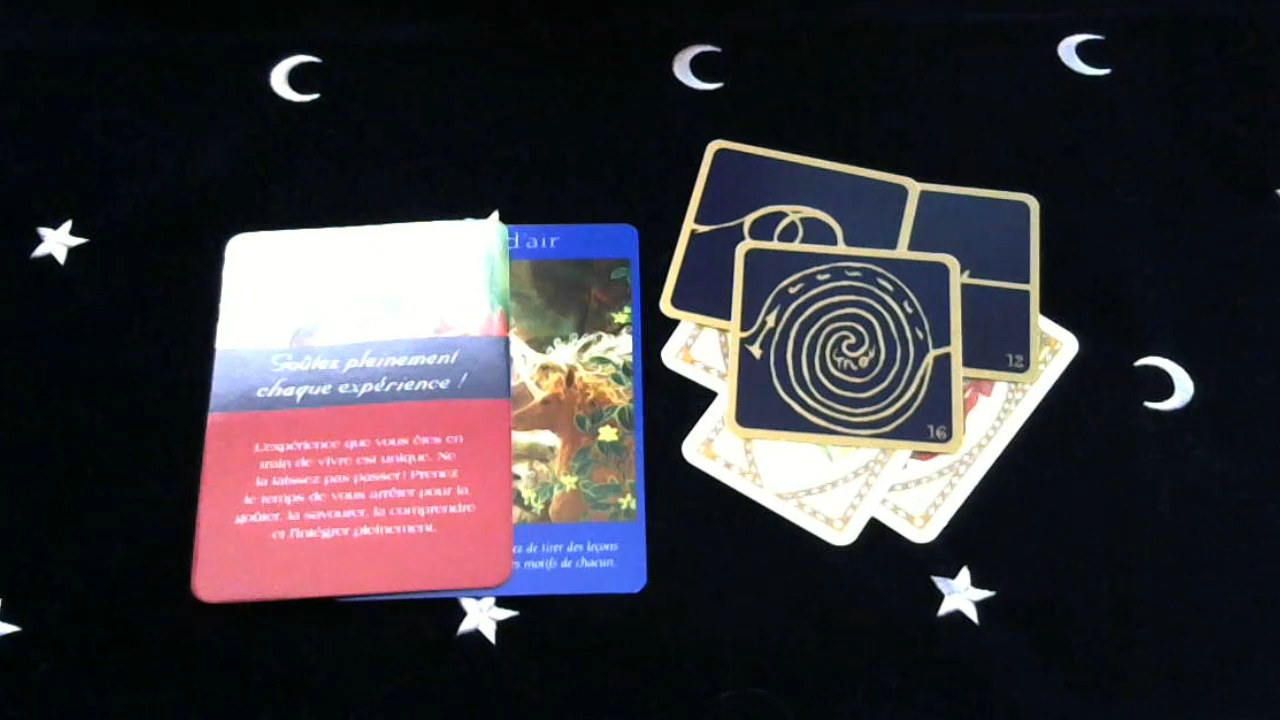 Goûtez pleinement
chaque expérience !
L'expérience que vous êtes en
train de vivre est unique. Ne
la laissez pas passer! Prenez
le temps de vous arrêter pour la
goûter, la savourer, la comprendre
et l'intégrer pleinement.
d'air
ez de tirer des leçons
es motifs de chacun.
12
16